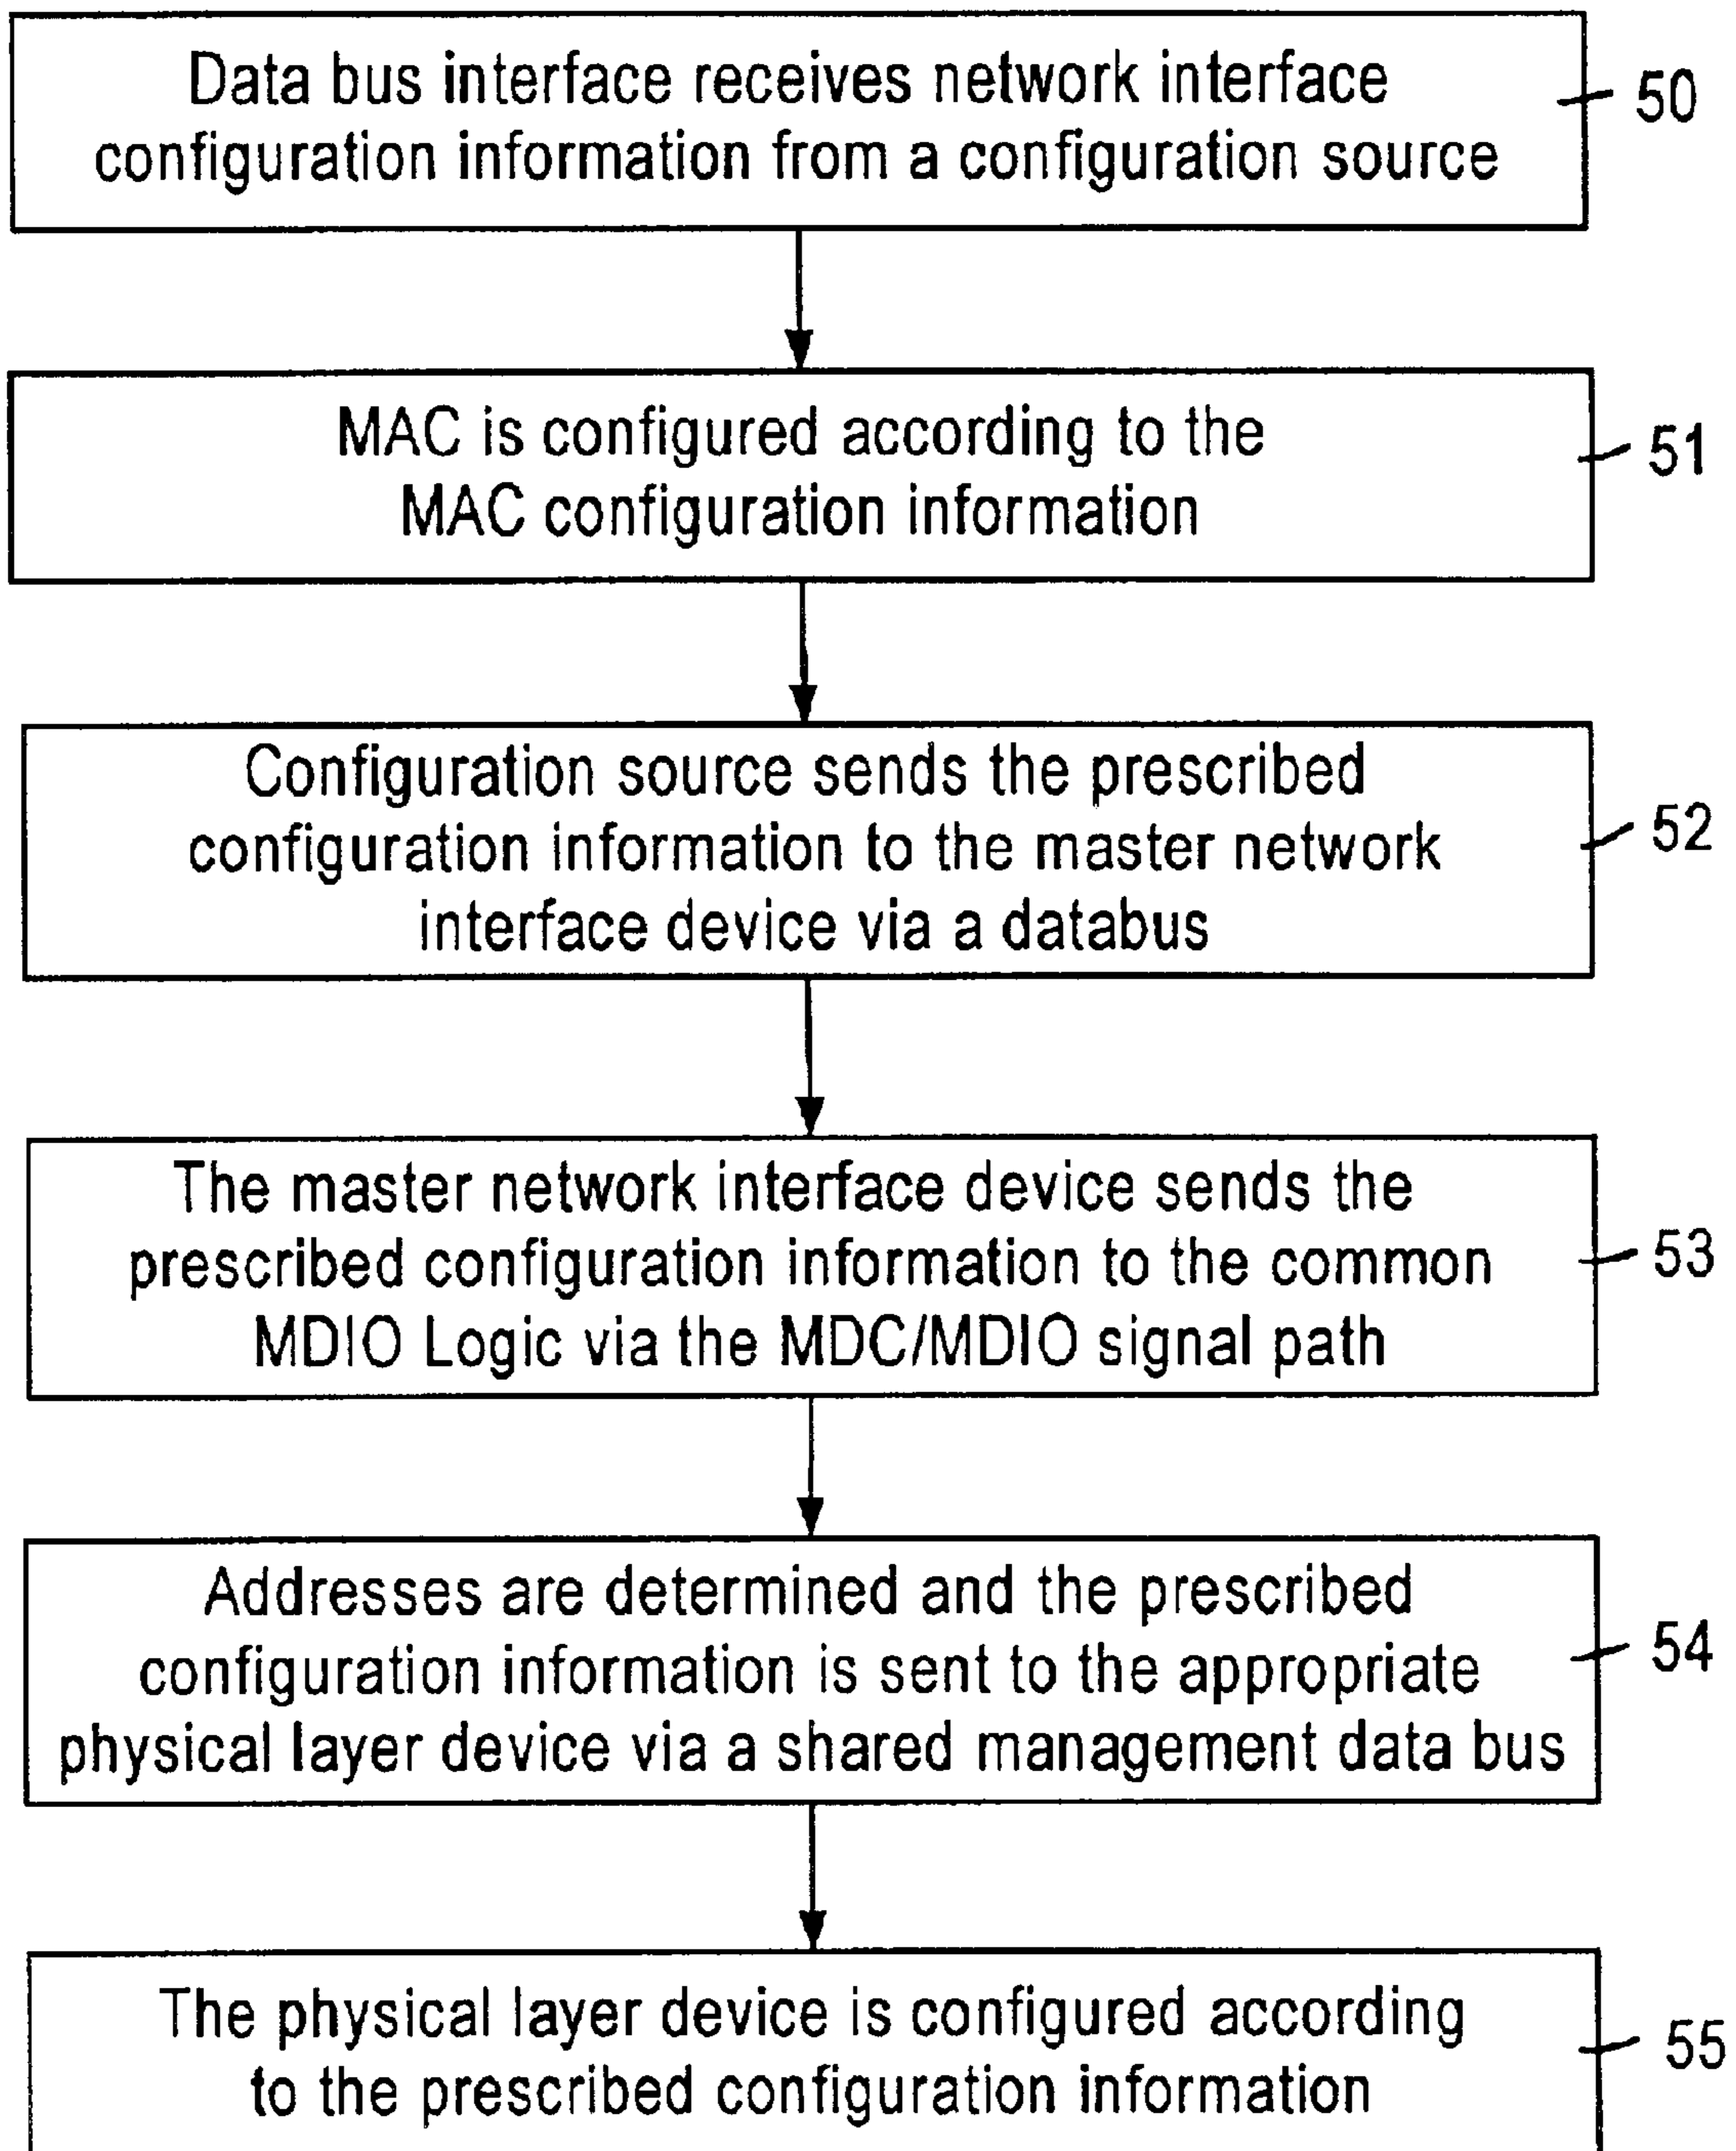 Data bus interface receives network interface
configuration information from a configuration source
50
MAC is configured according to the
MAC configuration information
51
Configuration source sends the prescribed
configuration information to the master network
interface device via a databus
52
The master network interface device sends the
prescribed configuration information to the common
MDIO Logic via the MDC/MDIO signal path
53
Addresses are determined and the prescribed
configuration information is sent to the appropriate
physical layer device via a shared management data bus
54
The physical layer device is configured according
to the prescribed configuration information
55